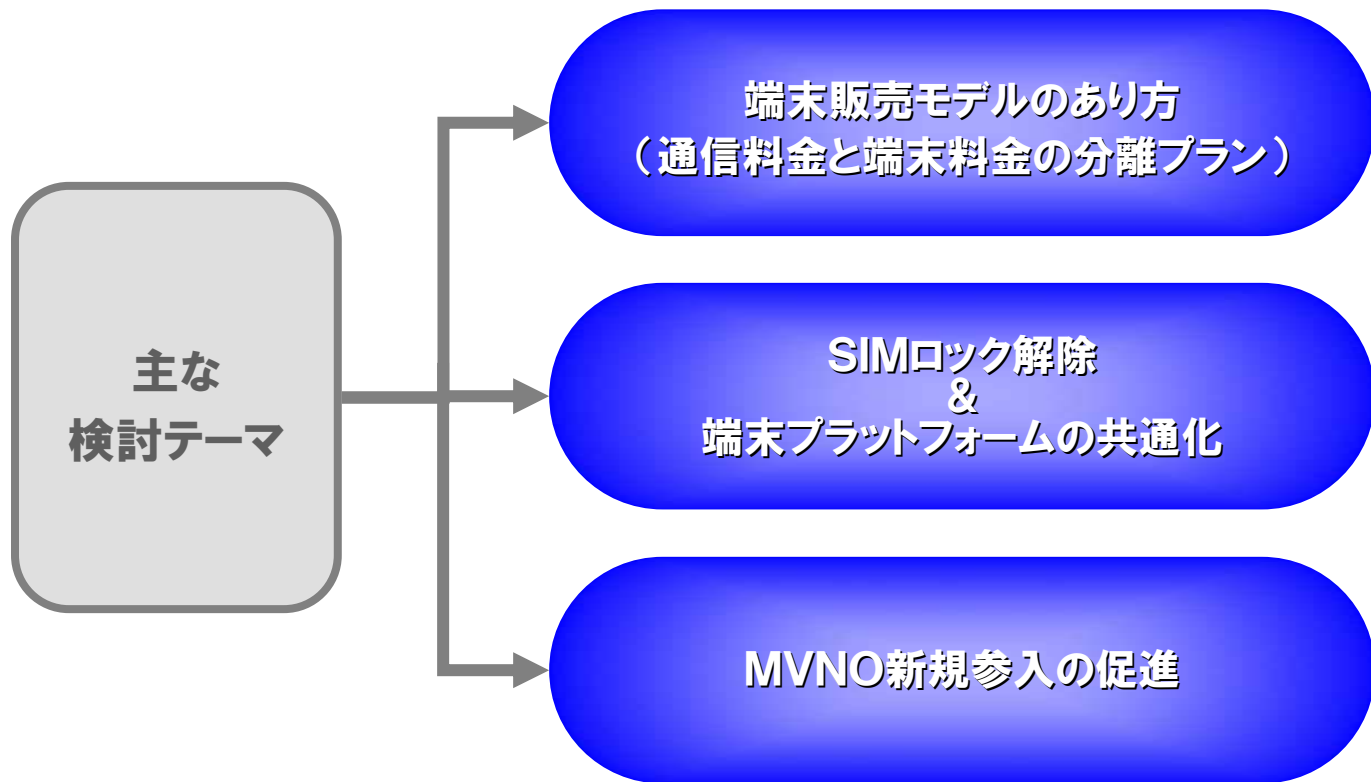 主な
検討テーマ
端末販売モデルのあり方
（通信料金と端末料金の分離プラン）
SIMロック解除
&
端末プラットフォームの共通化
MVNO新規参入の促進